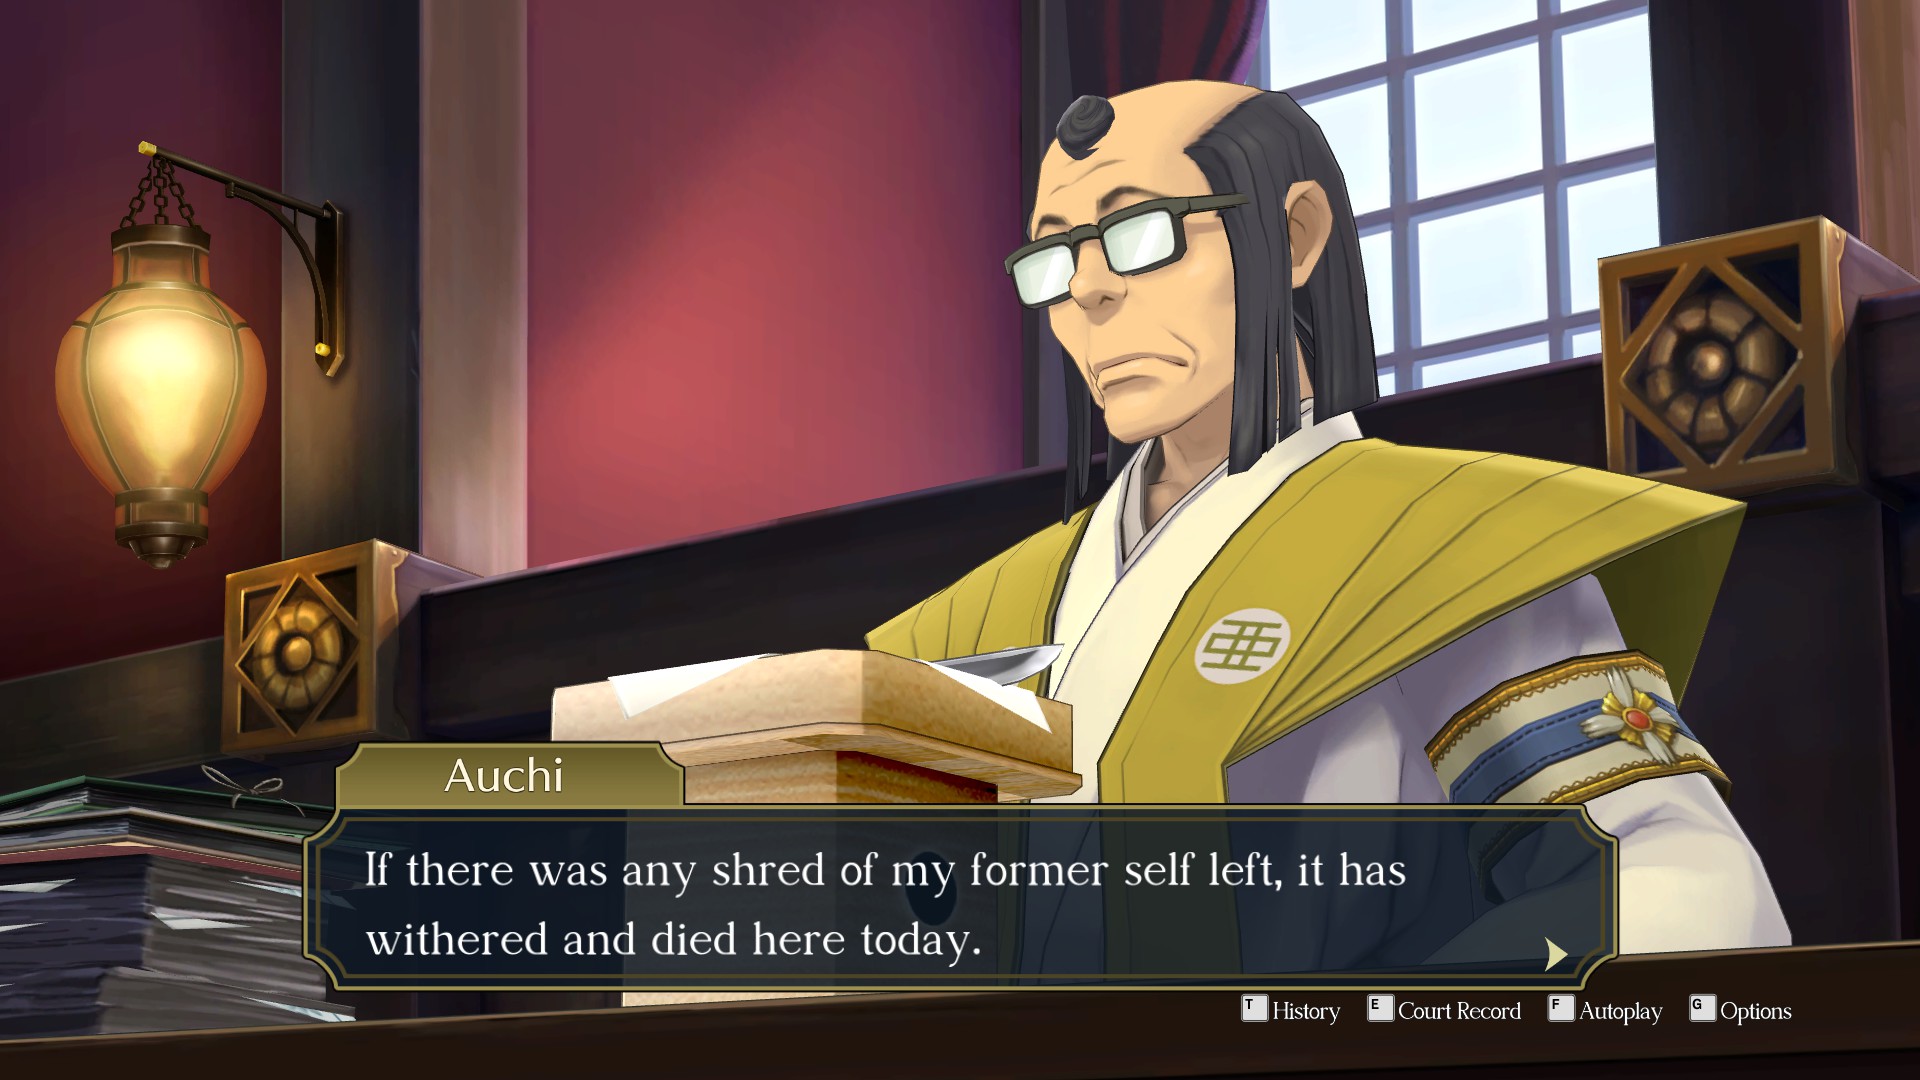 亜
Auchi
If there was any shred of my former self left, it has
withered and died here today.
T History E Court Record F Autoplay G Options